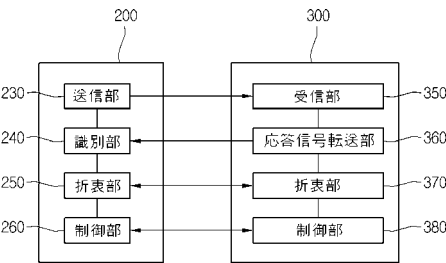 200 300
230 送信部 受信部 350
240 識別部 応答信号転送部 360
250 折衷部 折衷部 370
260 制御部 制御部 380